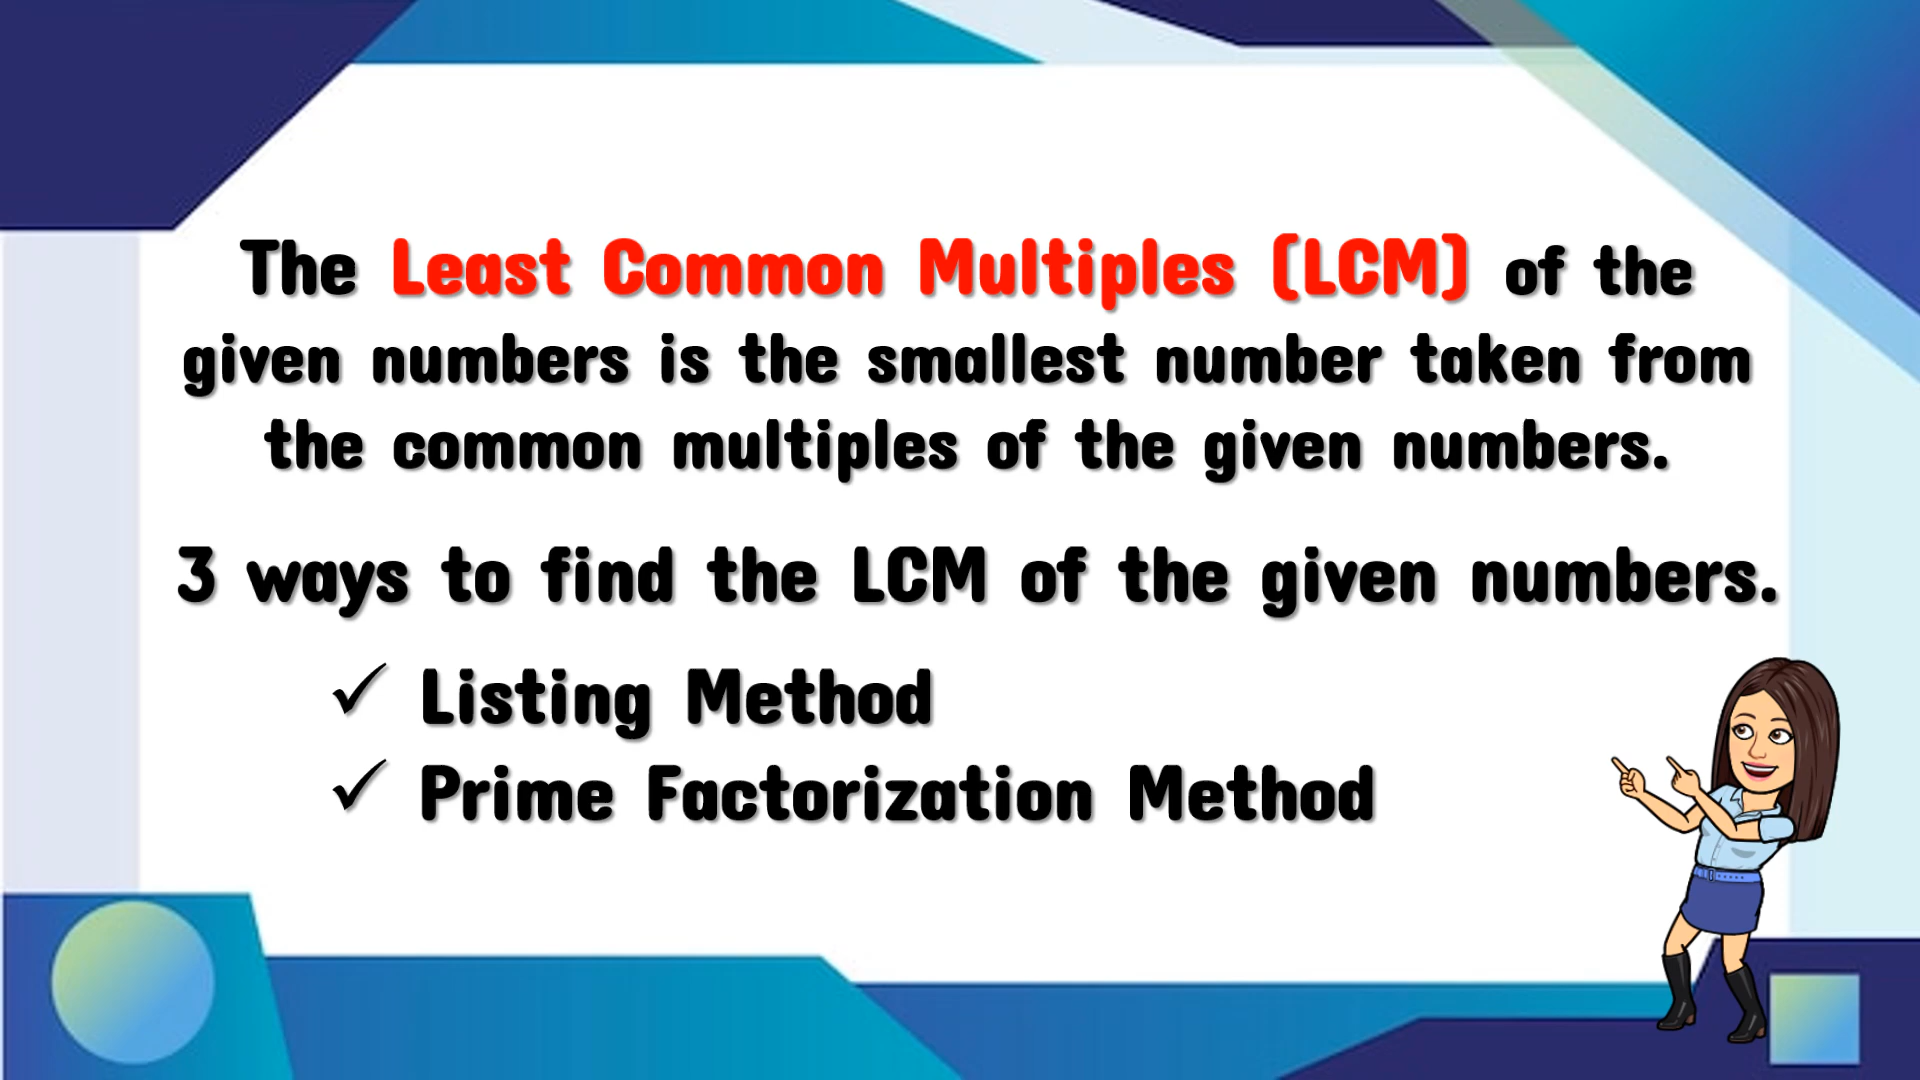 The Least Common Multiples (LCM) of the
given numbers is the smallest number taken from
the common multiples of the given numbers.
3 ways to find the LCM of the given numbers.
✓ Listing Method
✓ Prime Factorization Method